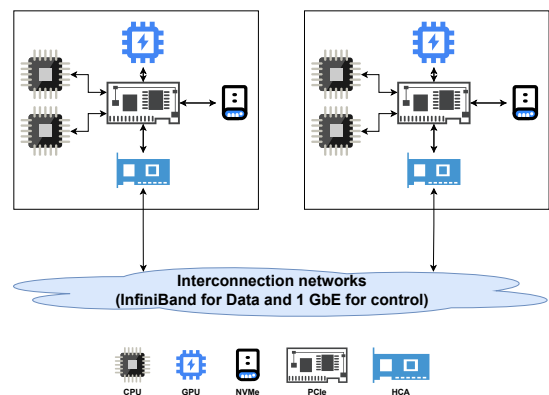 Interconnection networks
(InfiniBand for Data and 1 GbE for control)
CPU GPU NVMe PCIe HCA